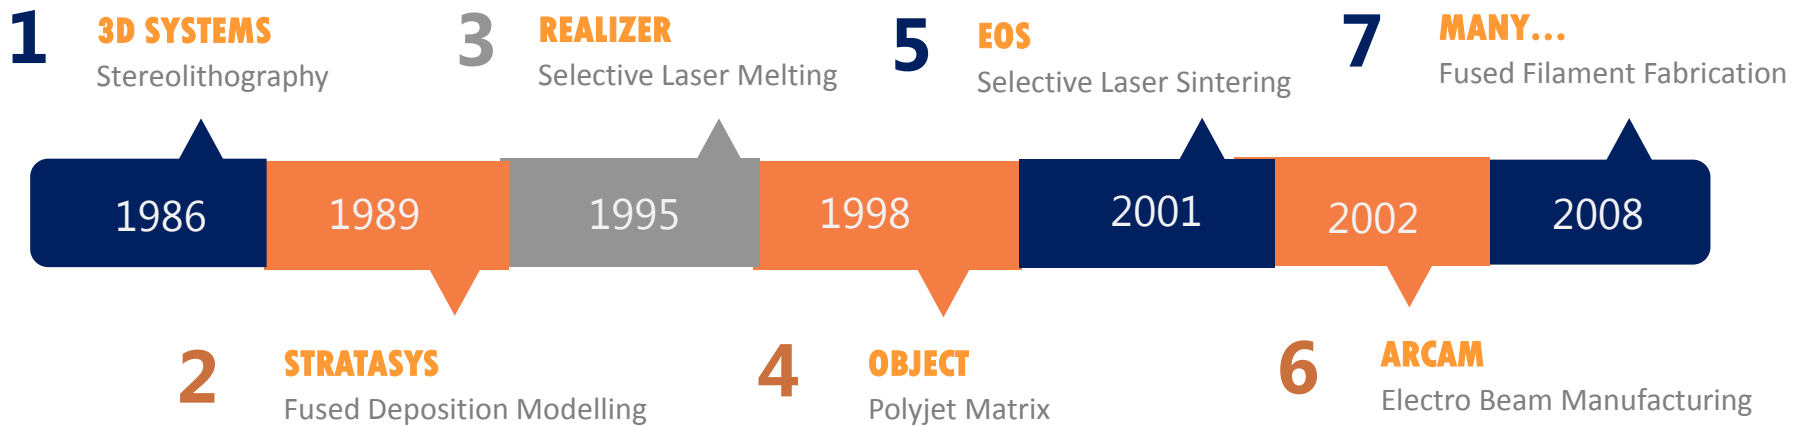 1
3D SYSTEMS
Stereolithography
3
REALIZER
Selective Laser Melting
5
EOS
Selective Laser Sintering
7
MANY...
Fused Filament Fabrication
1986
1989
1995
1998
2001
2002
2008
2
STRATASYS
Fused Deposition Modelling
4
OBJECT
Polyjet Matrix
6
ARCAM
Electro Beam Manufacturing